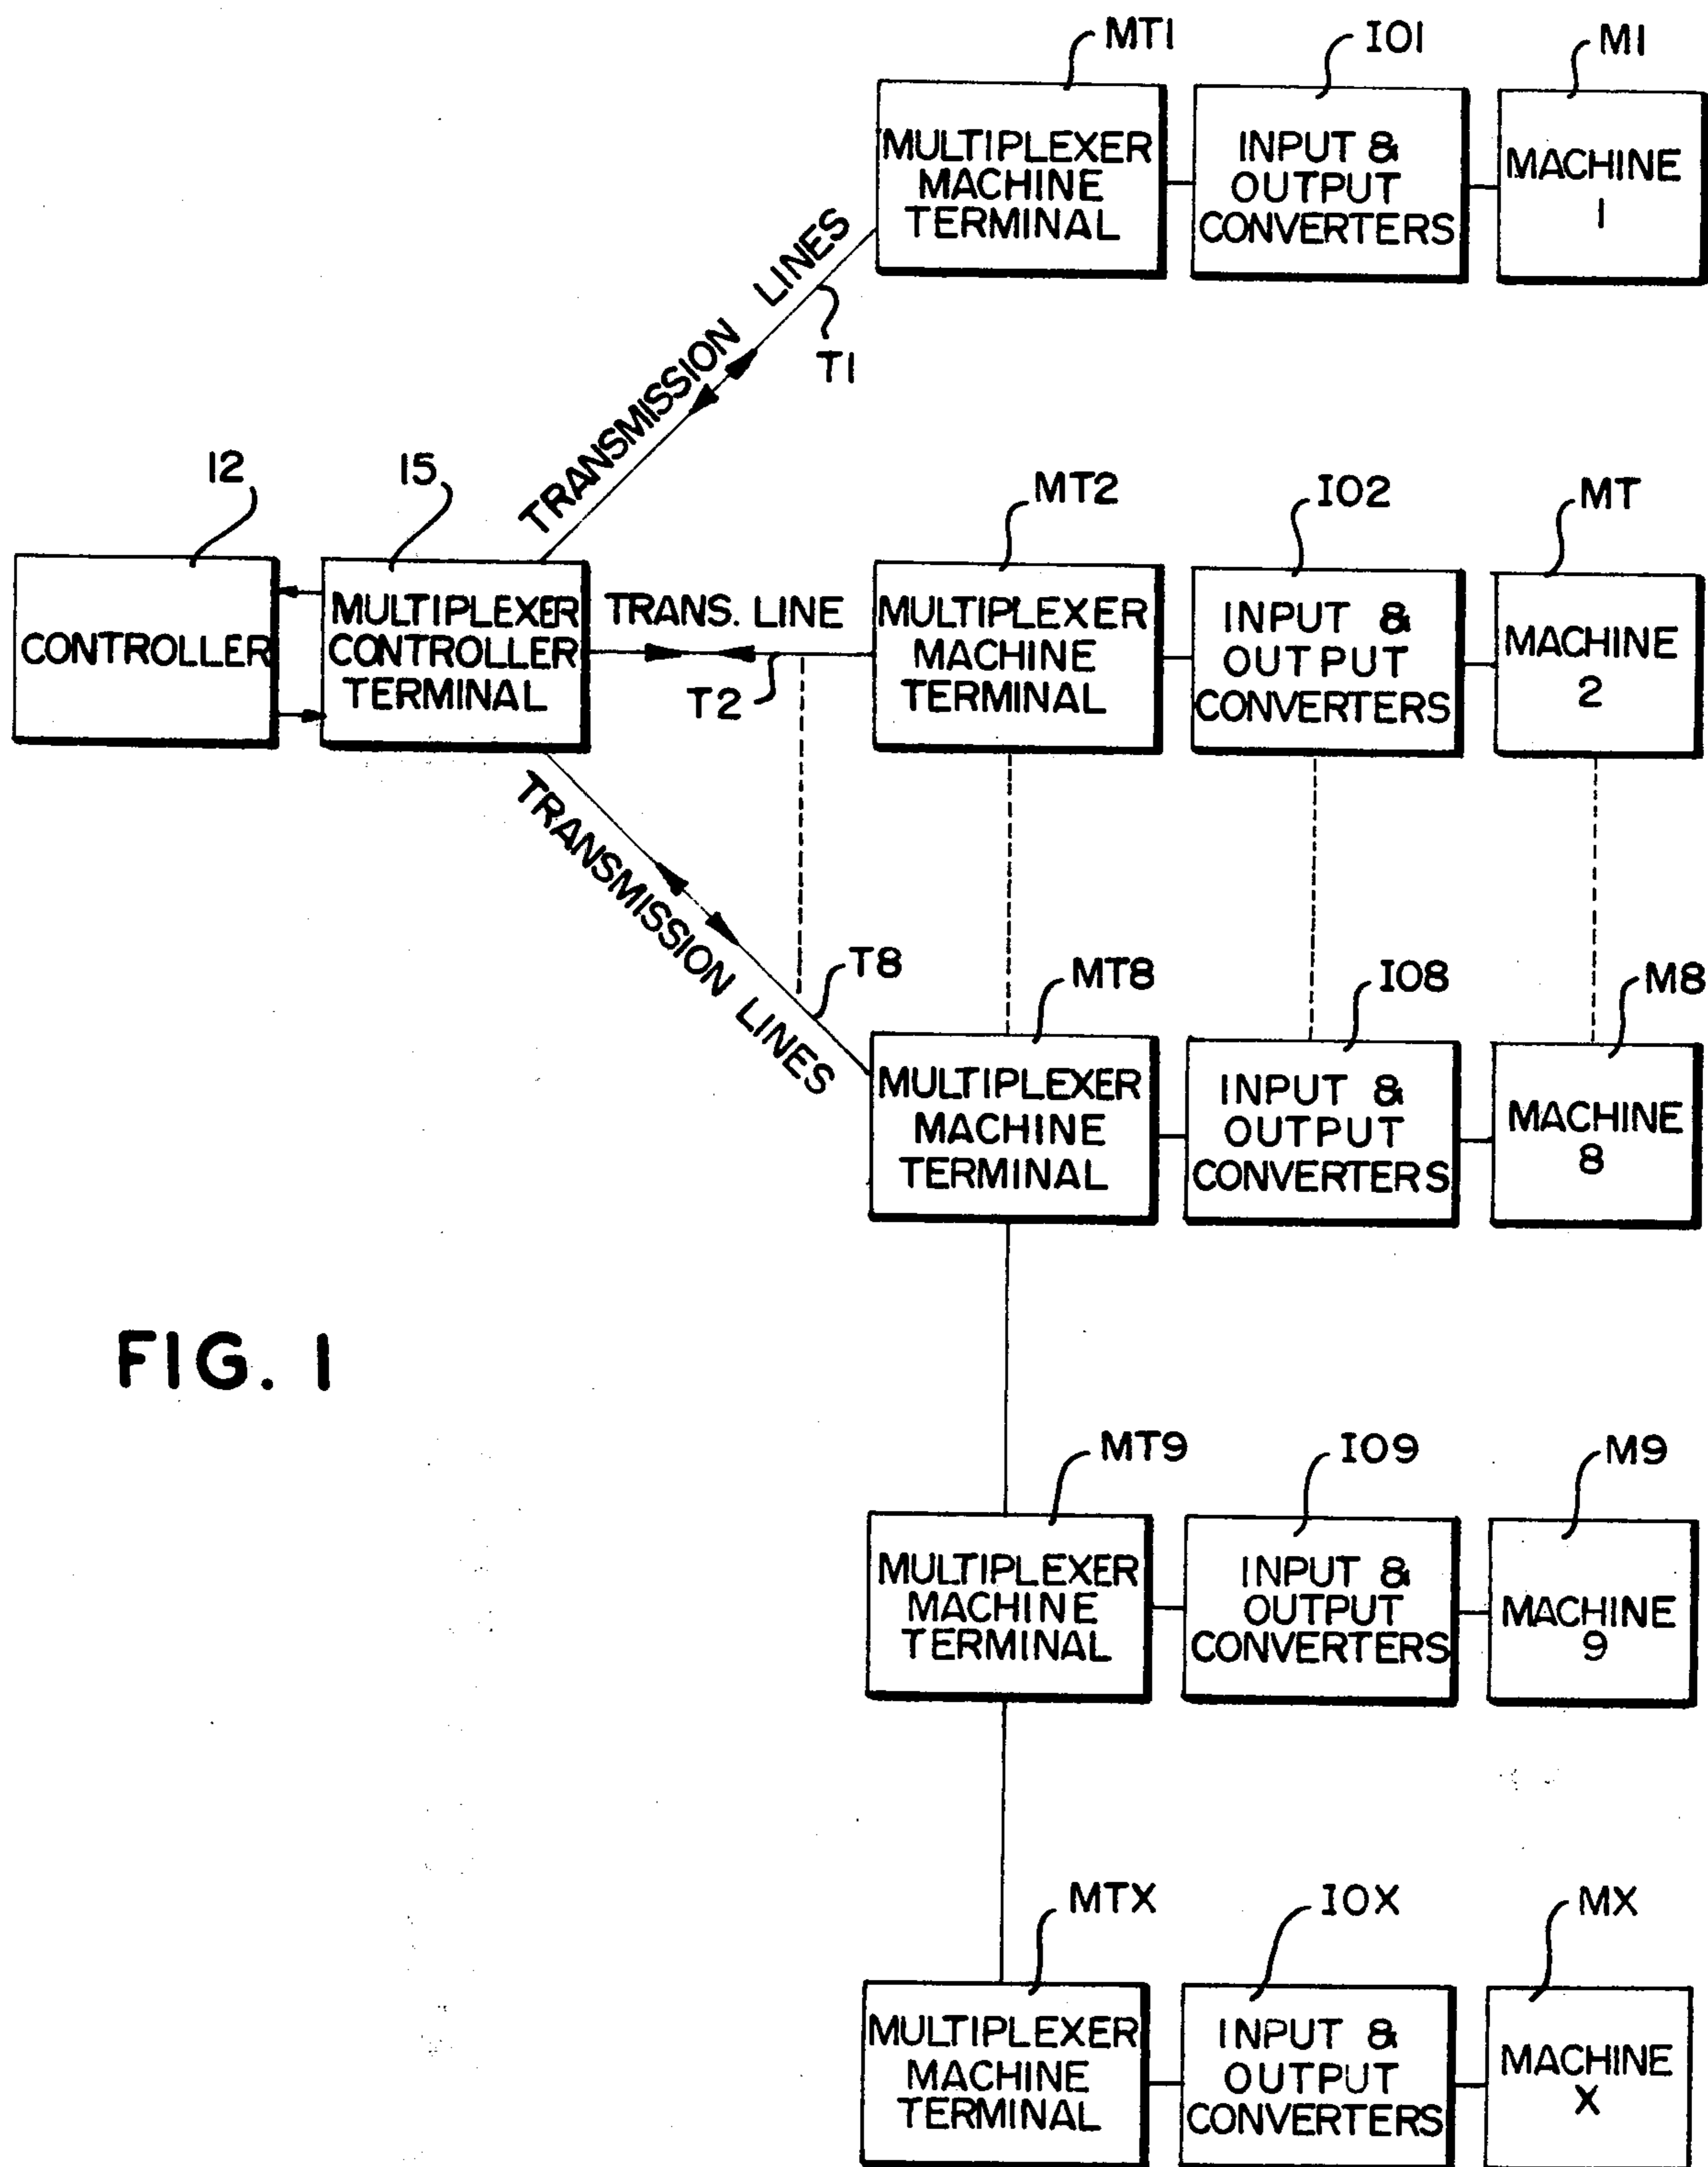 MT1
IO1
M1
MULTIPLEXER
MACHINE
TERMINAL
INPUT &
OUTPUT
CONVERTERS
MACHINE
1
TRANSMISSION LINES
T1
12
15
MT2
IO2
MT
CONTROLLER
MULTIPLEXER
CONTROLLER
TERMINAL
TRANS. LINE
T2
MULTIPLEXER
MACHINE
TERMINAL
INPUT &
OUTPUT
CONVERTERS
MACHINE
2
TRANSMISSION LINES
T8
MT8
IO8
M8
MULTIPLEXER
MACHINE
TERMINAL
INPUT &
OUTPUT
CONVERTERS
MACHINE
8
FIG. 1
MT9
IO9
M9
MULTIPLEXER
MACHINE
TERMINAL
INPUT &
OUTPUT
CONVERTERS
MACHINE
9
MTX
IOX
MX
MULTIPLEXER
MACHINE
TERMINAL
INPUT &
OUTPUT
CONVERTERS
MACHINE
X